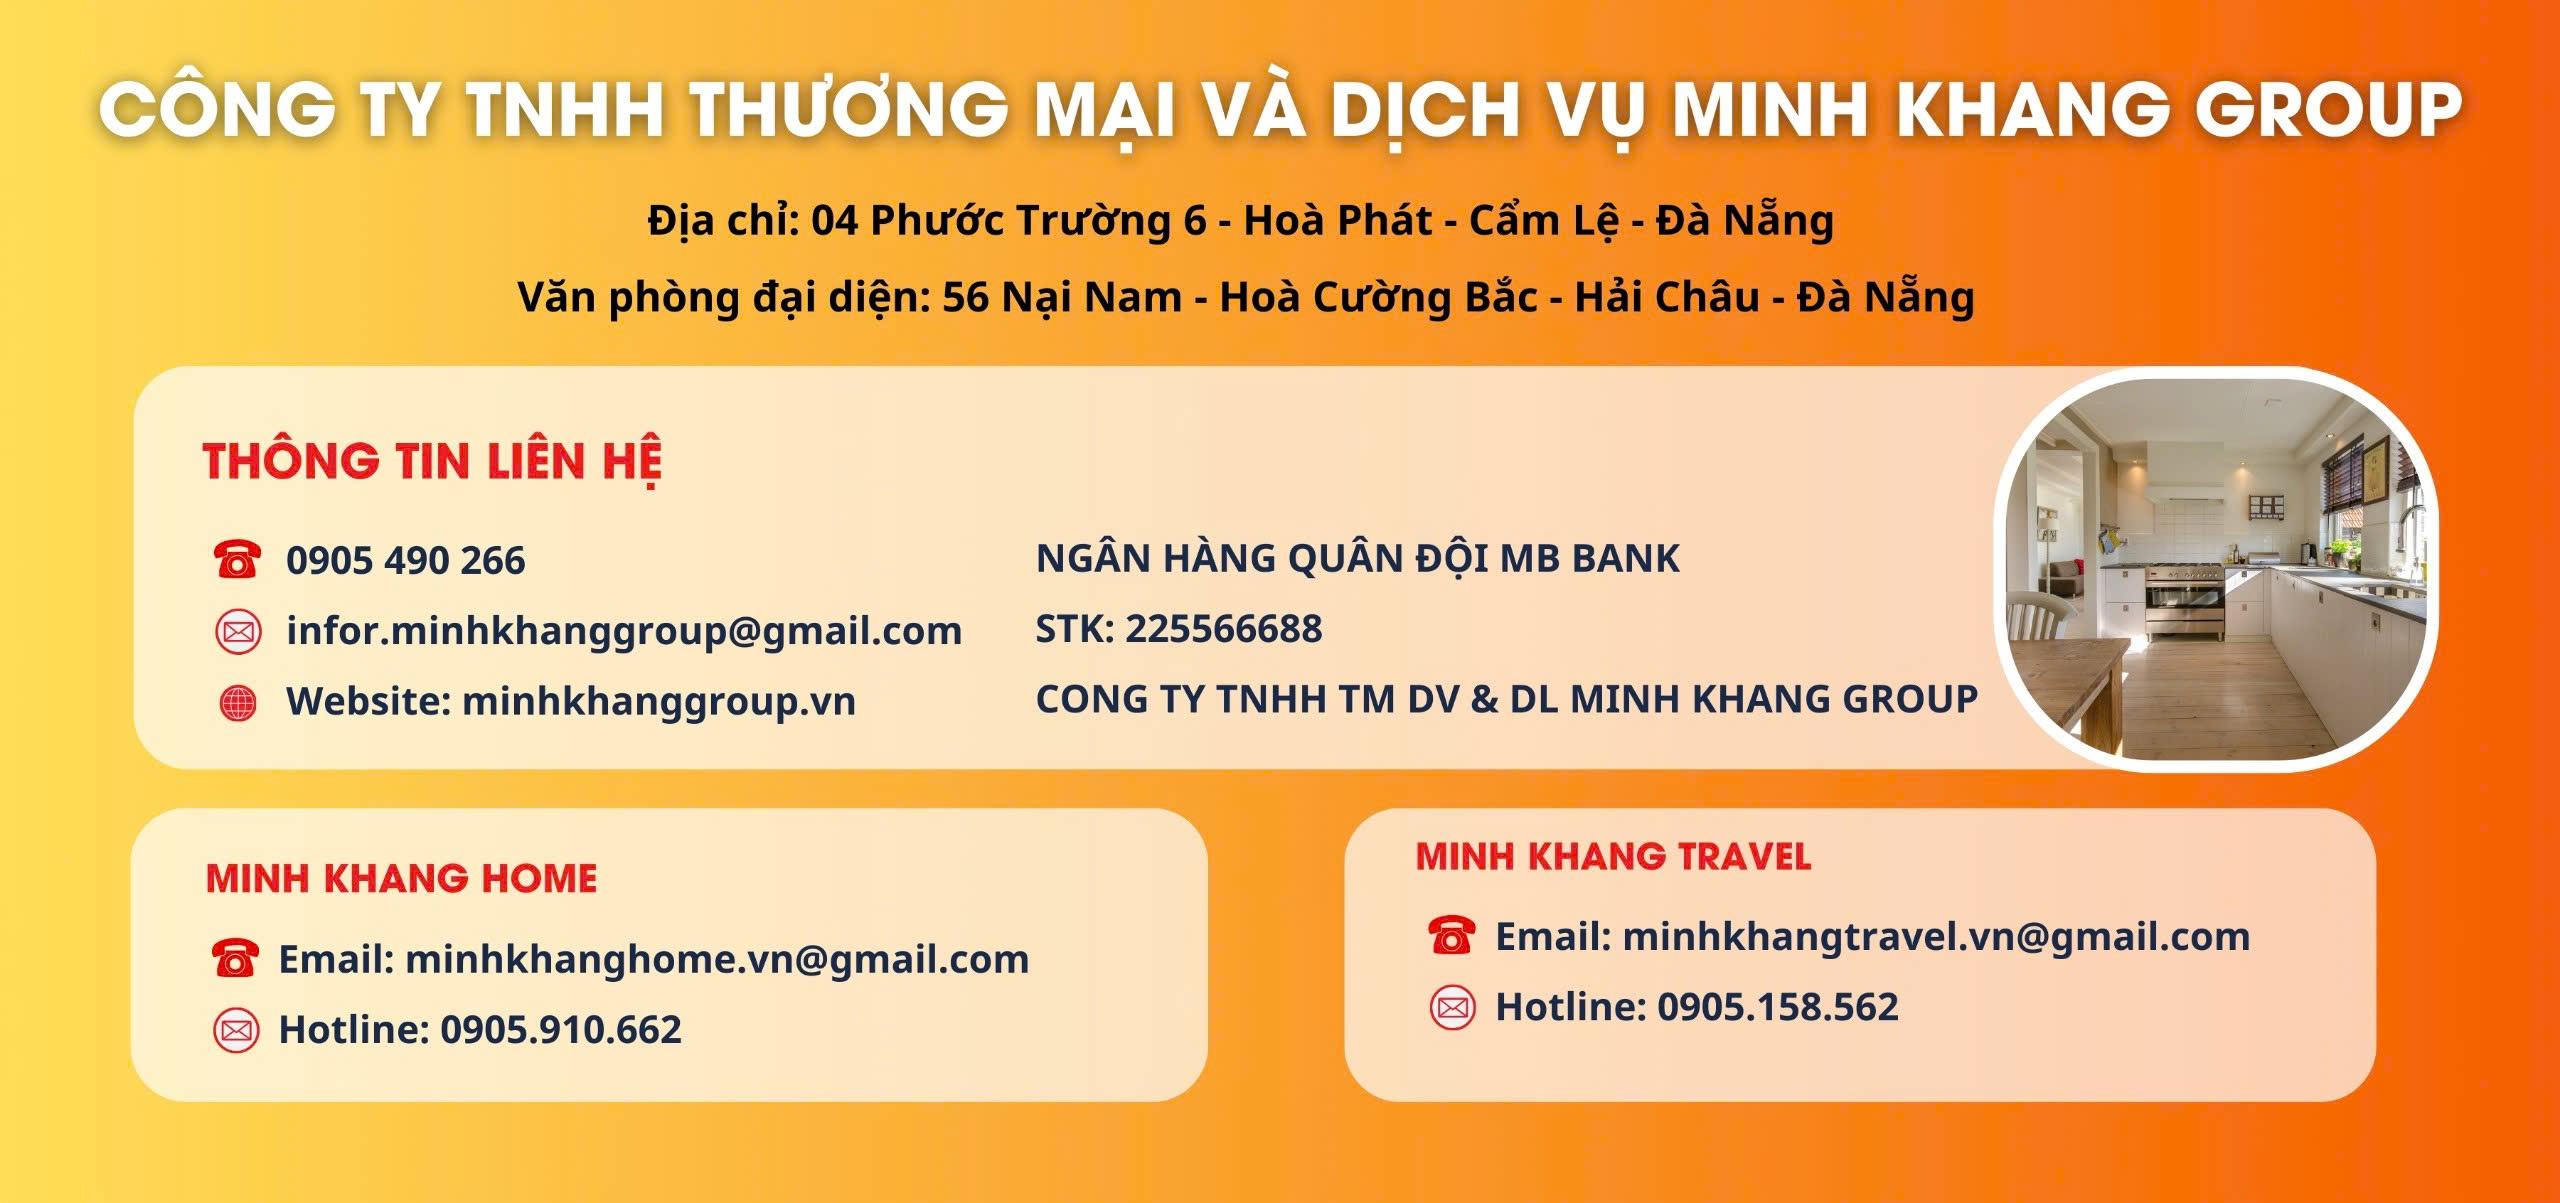 CÔNG TY TNHH THƯƠNG MẠI VÀ DỊCH VỤ MINH KHANG GROUP
Địa chỉ: 04 Phước Trường 6 - Hoà Phát - Cẩm Lệ - Đà Nẵng
Văn phòng đại diện: 56 Nại Nam - Hoà Cường Bắc - Hải Châu - Đà Nẵng
THÔNG TIN LIÊN HỆ
0905 490 266
infor.minhkhanggroup@gmail.com
Website: minhkhanggroup.vn
NGÂN HÀNG QUÂN ĐỘI MB BANK
STK: 225566688
CONG TY TNHH TM DV & DL MINH KHANG GROUP
MINH KHANG HOME
Email: minhkhanghome.vn@gmail.com
Hotline: 0905.910.662
MINH KHANG TRAVEL
Email: minhkhangtravel.vn@gmail.com
Hotline: 0905.158.562